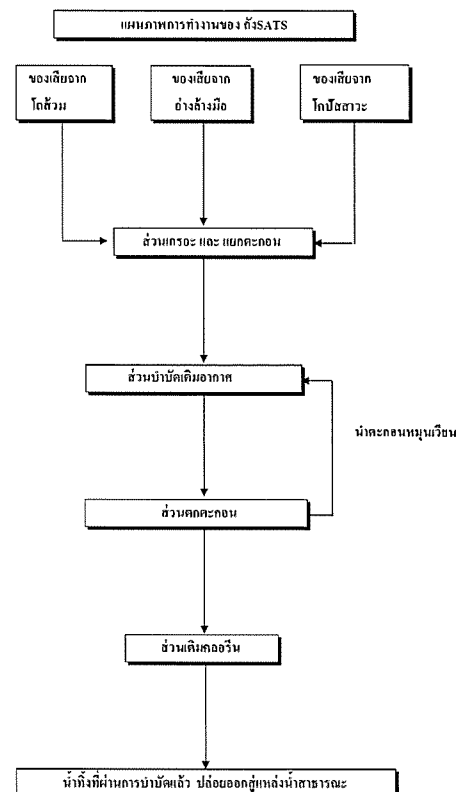 แผนภาพการทำงานของ ถังSATS
ของเสียจาก
โถส้วม
ของเสียจาก
อ่างล้างมือ
ของเสียจาก
โถปัสสาวะ
ส่วนเกรอะ และ แยกตะกอน
ส่วนบำบัดเติมอากาศ
นำตะกอนหมุนเวียน
ส่วนตกตะกอน
ส่วนเติมคลอรีน
น้ำทิ้งที่ผ่านการบำบัดแล้ว ปล่อยออกสู่แหล่งน้ำสาธารณะ